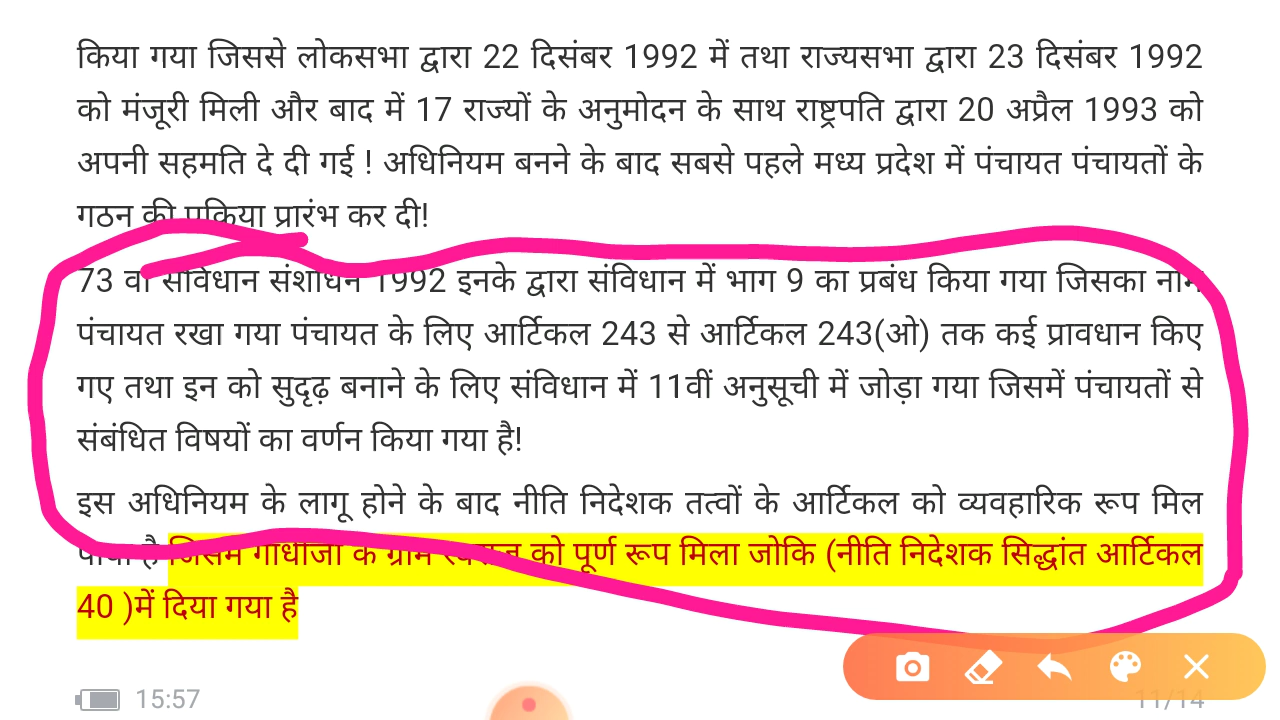 किया गया जिससे लोकसभा द्वारा 22 दिसंबर 1992 में तथा राज्यसभा द्वारा 23 दिसंबर 1992
को मंजूरी मिली और बाद में 17 राज्यों के अनुमोदन के साथ राष्ट्रपति द्वारा 20 अप्रैल 1993 को
अपनी सहमति दे दी गई ! अधिनियम बनने के बाद सबसे पहले मध्य प्रदेश में पंचायत पंचायतों के
गठन की प्रकिया प्रारंभ कर दी!
73 वां संविधान संशोधन 1992 इनके द्वारा संविधान में भाग 9 का प्रबंध किया गया जिसका नाम
पंचायत रखा गया पंचायत के लिए आर्टिकल 243 से आर्टिकल 243(ओ) तक कई प्रावधान किए
गए तथा इन को सुदृढ़ बनाने के लिए संविधान में 11वीं अनुसूची में जोड़ा गया जिसमें पंचायतों से
संबंधित विषयों का वर्णन किया गया है!
इस अधिनियम के लागू होने के बाद नीति निदेशक तत्वों के आर्टिकल को व्यवहारिक रूप मिल
पाया है जिसमें गांधीजी के ग्राम स्वराज को पूर्ण रूप मिला जोकि (नीति निदेशक सिद्धांत आर्टिकल
40 )में दिया गया है
15:57
11/14